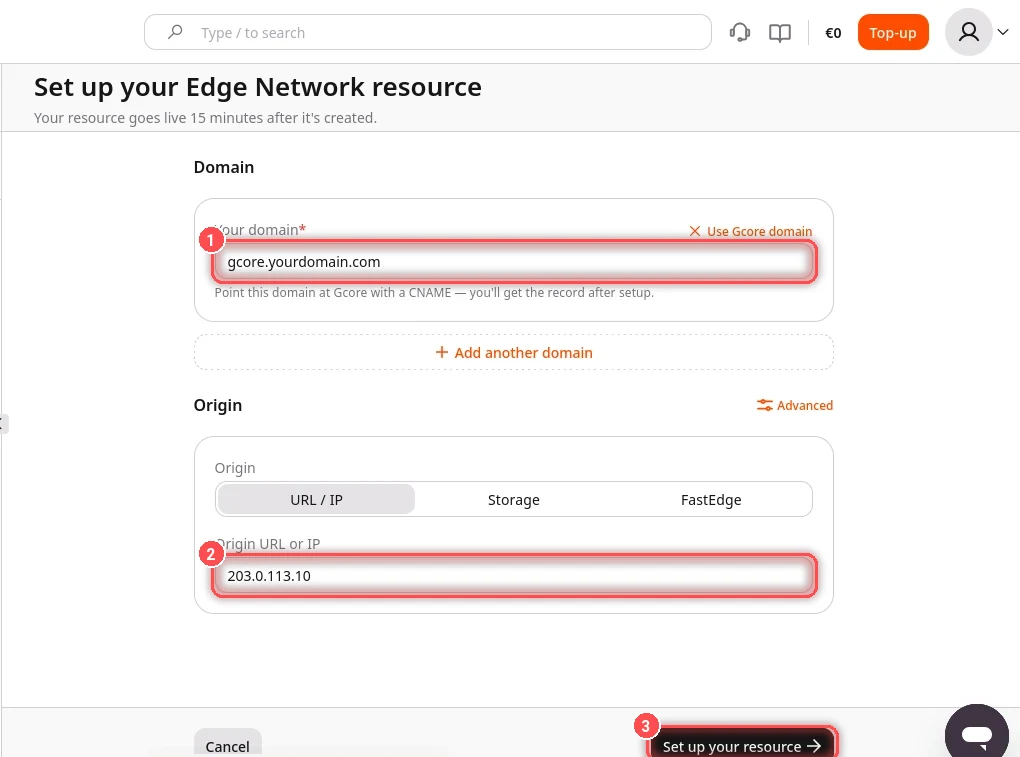 Type / to search
€0
Top-up
Set up your Edge Network resource
Your resource goes live 15 minutes after it's created.
Domain
Your domain*
Use Gcore domain
1
gcore.yourdomain.com
Point this domain at Gcore with a CNAME — you'll get the record after setup.
+ Add another domain
Origin
Advanced
Origin
URL / IP
Storage
FastEdge
Origin URL or IP
2
203.0.113.10
3
Cancel
Set up your resource →